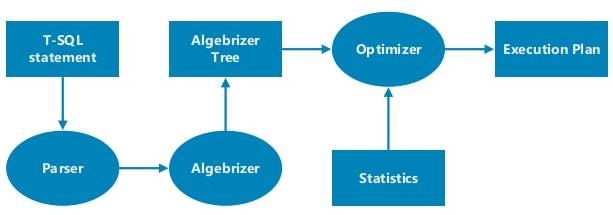 T-SQL
statement
Algebrizer
Tree
Optimizer
Execution Plan
Parser
Algebrizer
Statistics